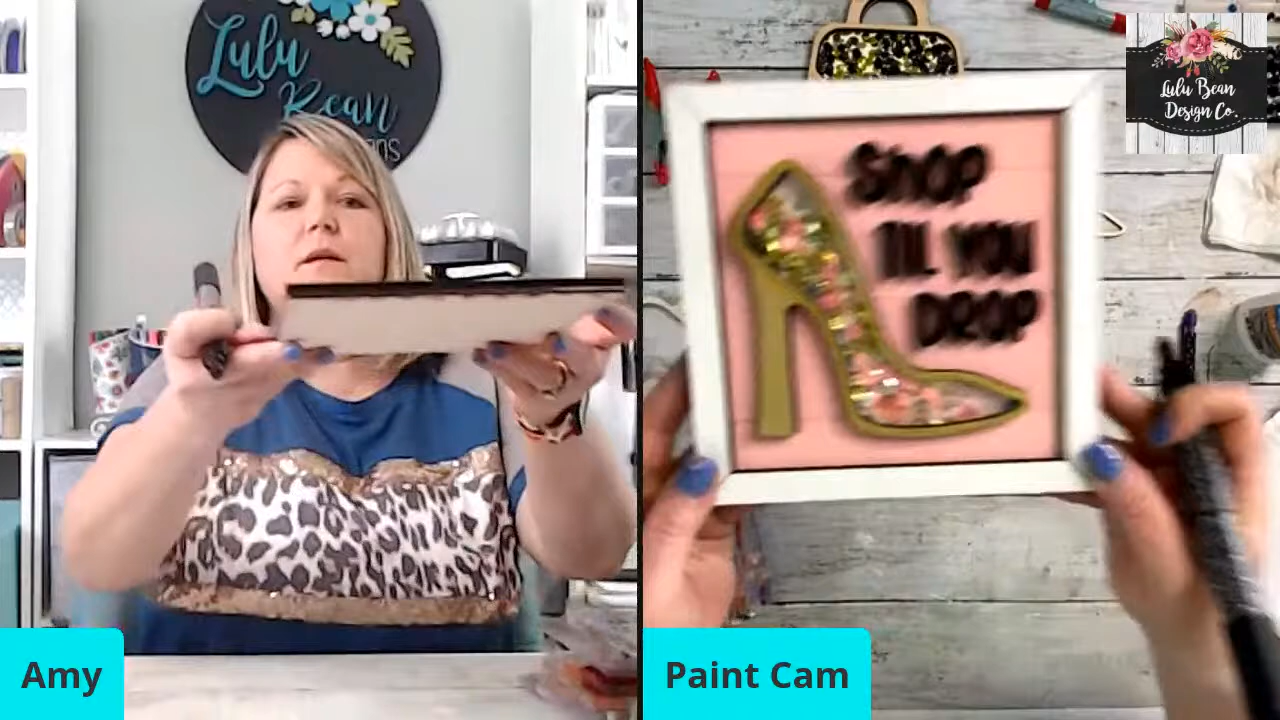 Lulu
Bean
Lulu Bean
Design Co.
SHOP
'TIL YOU
DROP
Amy
Paint Cam